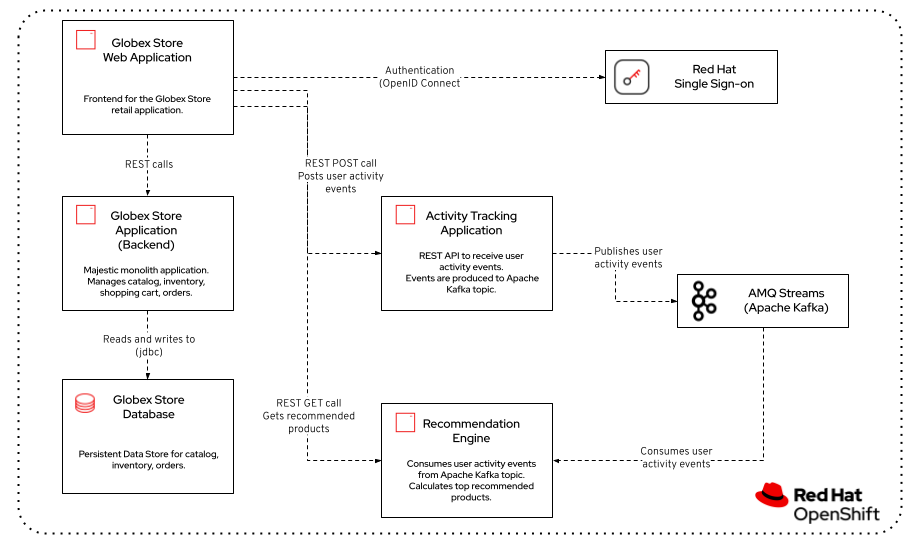 Globex Store
Web Application
Frontend for the Globex Store
retail application.
Authentication
(OpenID Connect
Red Hat
Single Sign-on
REST calls
REST POST call
Posts user activity
events
Globex Store
Application
(Backend)
Majestic monolith application.
Manages catalog, inventory,
shopping cart, orders.
Activity Tracking
Application
REST API to receive user
activity events.
Events are produced to Apache
Kafka topic.
Publishes user
activity events
AMQ Streams
(Apache Kafka)
Reads and writes to
(jdbc)
Globex Store
Database
Persistent Data Store for catalog,
inventory, orders.
REST GET call
Gets recommended
products
Recommendation
Engine
Consumes user activity events
from Apache Kafka topic.
Calculates top recommended
products.
Consumes user
activity events
Red Hat
OpenShift